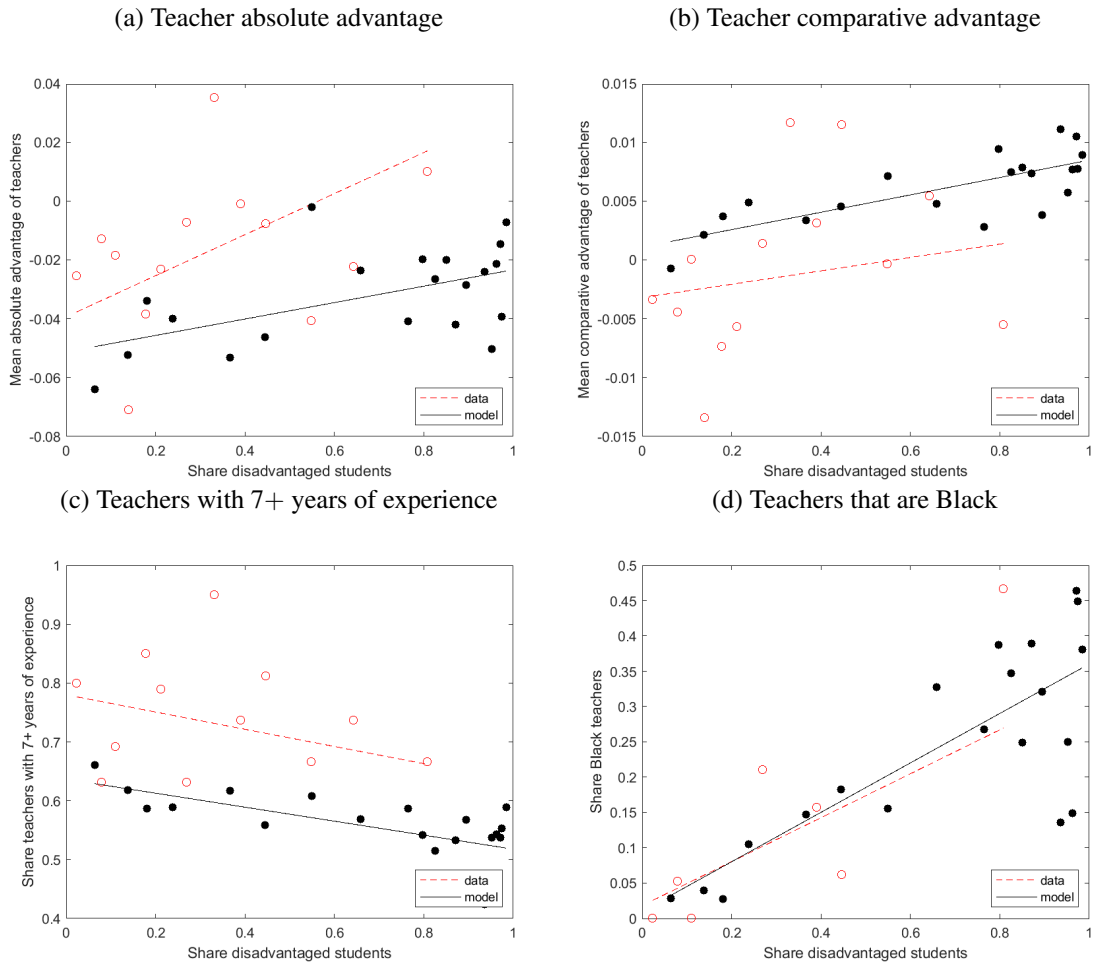 (a) Teacher absolute advantage
0.04
0.02
0
-0.02
-0.04
-0.06
-0.08
Mean absolute advantage of teachers
0
0.2
0.4
0.6
0.8
1
Share disadvantaged students
data
model
(b) Teacher comparative advantage
0.015
0.01
0.005
0
-0.005
-0.01
-0.015
Mean comparative advantage of teachers
0
0.2
0.4
0.6
0.8
1
Share disadvantaged students
data
model
(c) Teachers with 7+ years of experience
1
0.9
0.8
0.7
0.6
0.5
0.4
Share teachers with 7+ years of experience
0
0.2
0.4
0.6
0.8
1
Share disadvantaged students
data
model
(d) Teachers that are Black
0.5
0.45
0.4
0.35
0.3
0.25
0.2
0.15
0.1
0.05
0
Share Black teachers
0
0.2
0.4
0.6
0.8
1
Share disadvantaged students
data
model